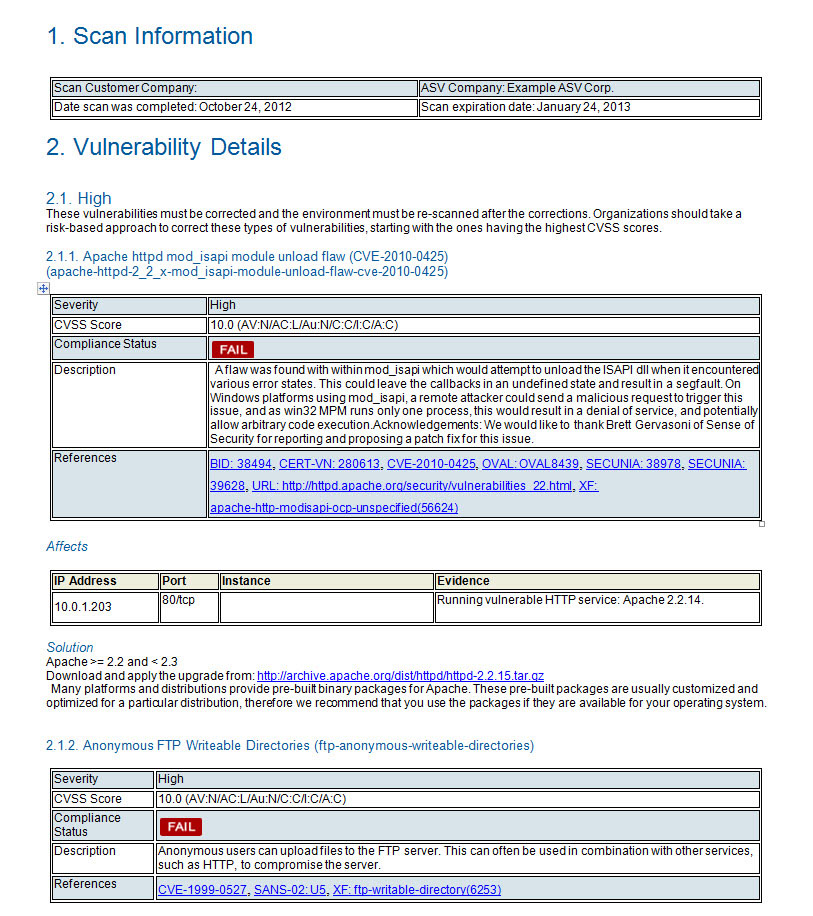 1. Scan Information
Scan Customer Company: ASV Company: Example ASV Corp.
Date scan was completed: October 24, 2012 Scan expiration date: January 24, 2013
2. Vulnerability Details
2.1. High
These vulnerabilities must be corrected and the environment must be re-scanned after the corrections. Organizations should take a
risk-based approach to correct these types of vulnerabilities, starting with the ones having the highest CVSS scores.
2.1.1. Apache httpd mod_isapi module unload flaw (CVE-2010-0425)
(apache-httpd-2_2_x-mod_isapi-module-unload-flaw-cve-2010-0425)
Severity High
CVSS Score 10.0 (AV:N/AC:L/Au:N/C:C/I:C/A:C)
Compliance Status FAIL
Description A flaw was found with within mod_isapi which would attempt to unload the ISAPI dll when it encountered
various error states. This could leave the callbacks in an undefined state and result in a segfault. On
Windows platforms using mod_isapi, a remote attacker could send a malicious request to trigger this
issue, and as win32 MPM runs only one process, this would result in a denial of service, and potentially
allow arbitrary code execution.Acknowledgements: We would like to thank Brett Gervasoni of Sense of
Security for reporting and proposing a patch fix for this issue.
References BID: 38494, CERT-VN: 280613, CVE-2010-0425, OVAL: OVAL8439, SECUNIA: 38978, SECUNIA:
39628, URL: http://httpd.apache.org/security/vulnerabilities_22.html, XF:
apache-http-modisapi-ocp-unspecified(56624)
Affects
IP Address Port Instance Evidence
10.0.1.203 80/tcp Running vulnerable HTTP service: Apache 2.2.14.
Solution
Apache >= 2.2 and < 2.3
Download and apply the upgrade from: http://archive.apache.org/dist/httpd/httpd-2.2.15.tar.gz
Many platforms and distributions provide pre-built binary packages for Apache. These pre-built packages are usually customized and
optimized for a particular distribution, therefore we recommend that you use the packages if they are available for your operating system.
2.1.2. Anonymous FTP Writeable Directories (ftp-anonymous-writeable-directories)
Severity High
CVSS Score 10.0 (AV:N/AC:L/Au:N/C:C/I:C/A:C)
Compliance
Status FAIL
Description Anonymous users can upload files to the FTP server. This can often be used in combination with other services,
such as HTTP, to compromise the server.
References CVE-1999-0527, SANS-02: U5, XF: ftp-writable-directory(6253)